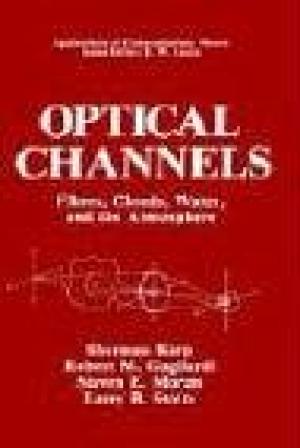 Applications of Communications Theory
Series Editor: R. W. Lucky
OPTICAL
CHANNELS
Fibers, Clouds, Water,
and the Atmosphere
Sherman Karp
Robert M. Gagliardi
Steven E. Moran
Larry B. Stotts